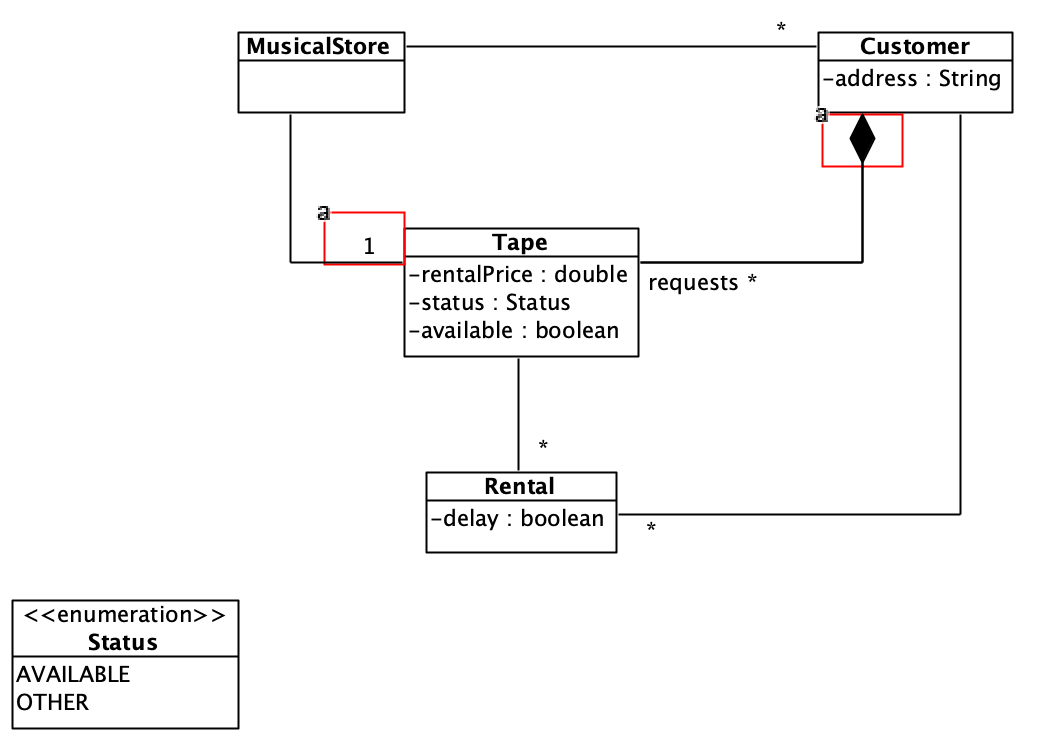 *
MusicalStore
Customer
-address : String
a
a
1
Tape
-rentalPrice : double
-status : Status
-available : boolean
requests *
*
Rental
-delay : boolean
*
<<enumeration>>
Status
AVAILABLE
OTHER